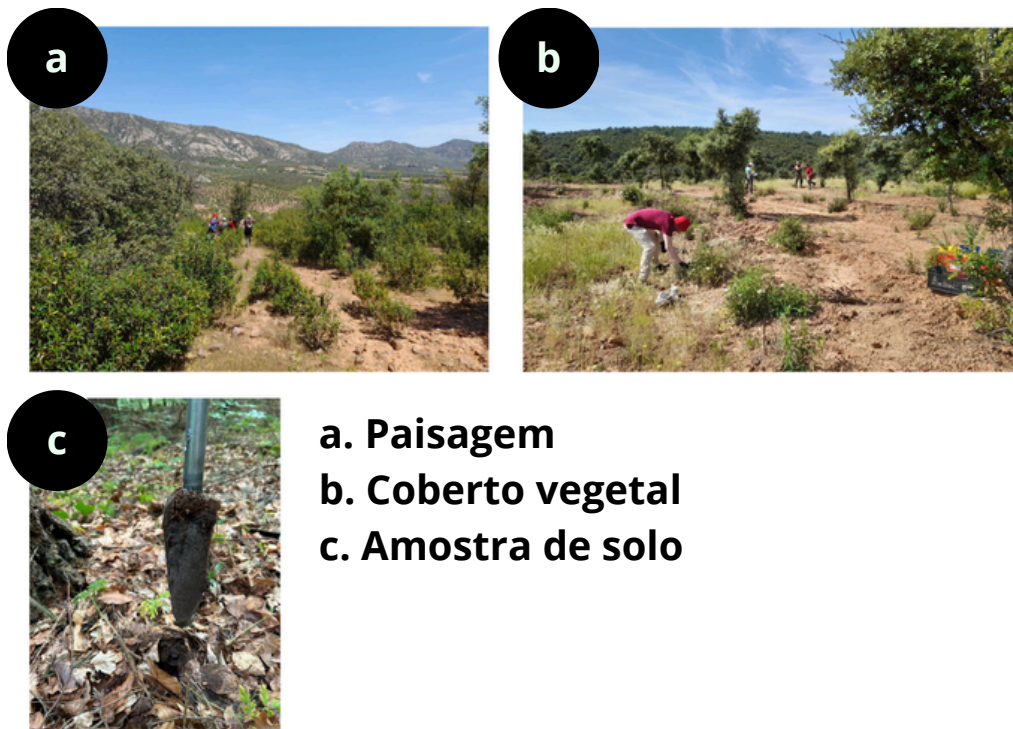 a
b
c
a. Paisagem
b. Coberto vegetal
c. Amostra de solo